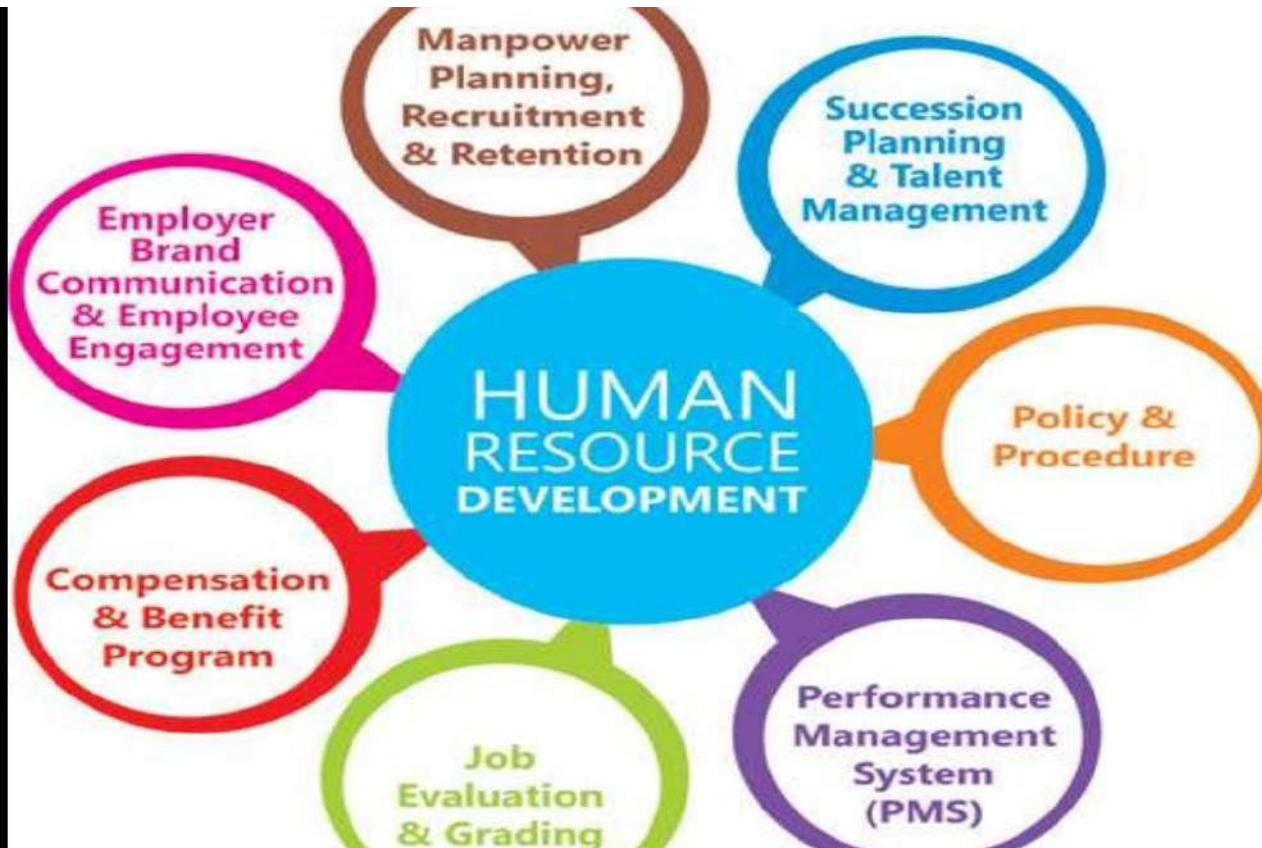 Manpower
Planning,
Recruitment
& Retention
Succession
Planning
& Talent
Management
Employer
Brand
Communication
& Employee
Engagement
HUMAN
RESOURCE
DEVELOPMENT
Policy &
Procedure
Compensation
& Benefit
Program
Performance
Management
System
(PMS)
Job
Evaluation
& Grading